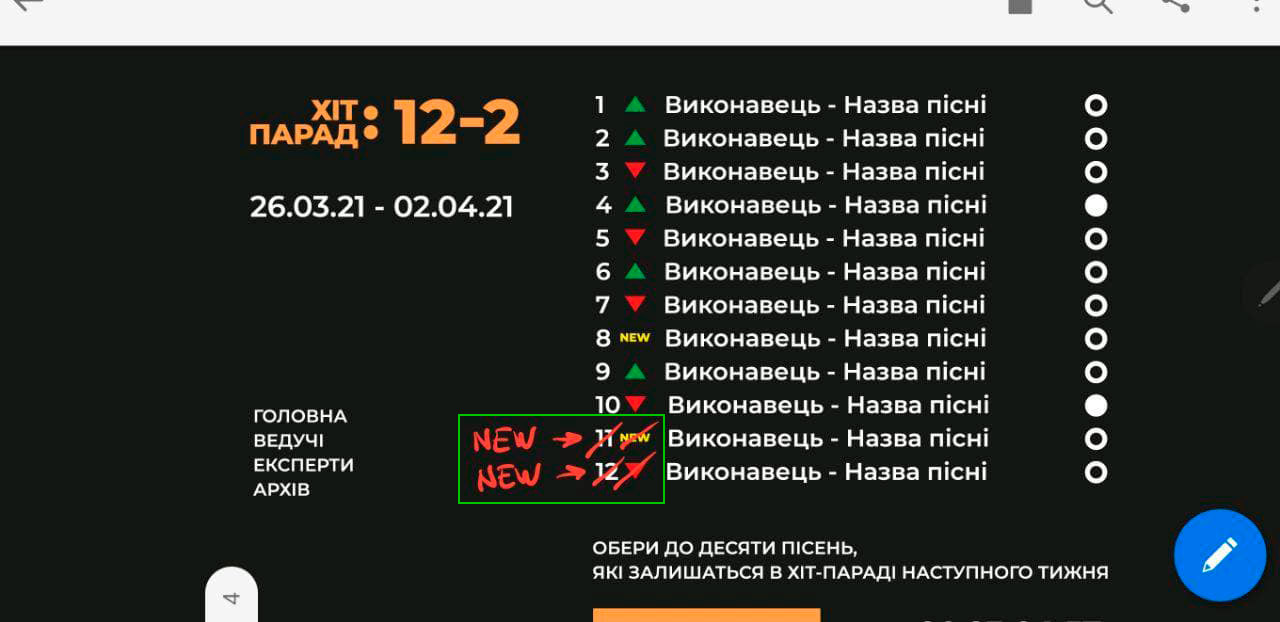 ХІТ
ПАРАД: 12-2
26.03.21 - 02.04.21
1 Виконавець - Назва пісні
2 Виконавець - Назва пісні
3 Виконавець - Назва пісні
4 Виконавець - Назва пісні
5 Виконавець - Назва пісні
6 Виконавець - Назва пісні
7 Виконавець - Назва пісні
8 NEW Виконавець - Назва пісні
9 Виконавець - Назва пісні
10 Виконавець - Назва пісні
NEW → 11 NEW Виконавець - Назва пісні
NEW → 12 Виконавець - Назва пісні
ГОЛОВНА
ВЕДУЧІ
ЕКСПЕРТИ
АРХІВ
ОБЕРИ ДО ДЕСЯТИ ПІСЕНЬ,
ЯКІ ЗАЛИШАТЬСЯ В ХІТ-ПАРАДІ НАСТУПНОГО ТИЖНЯ
4